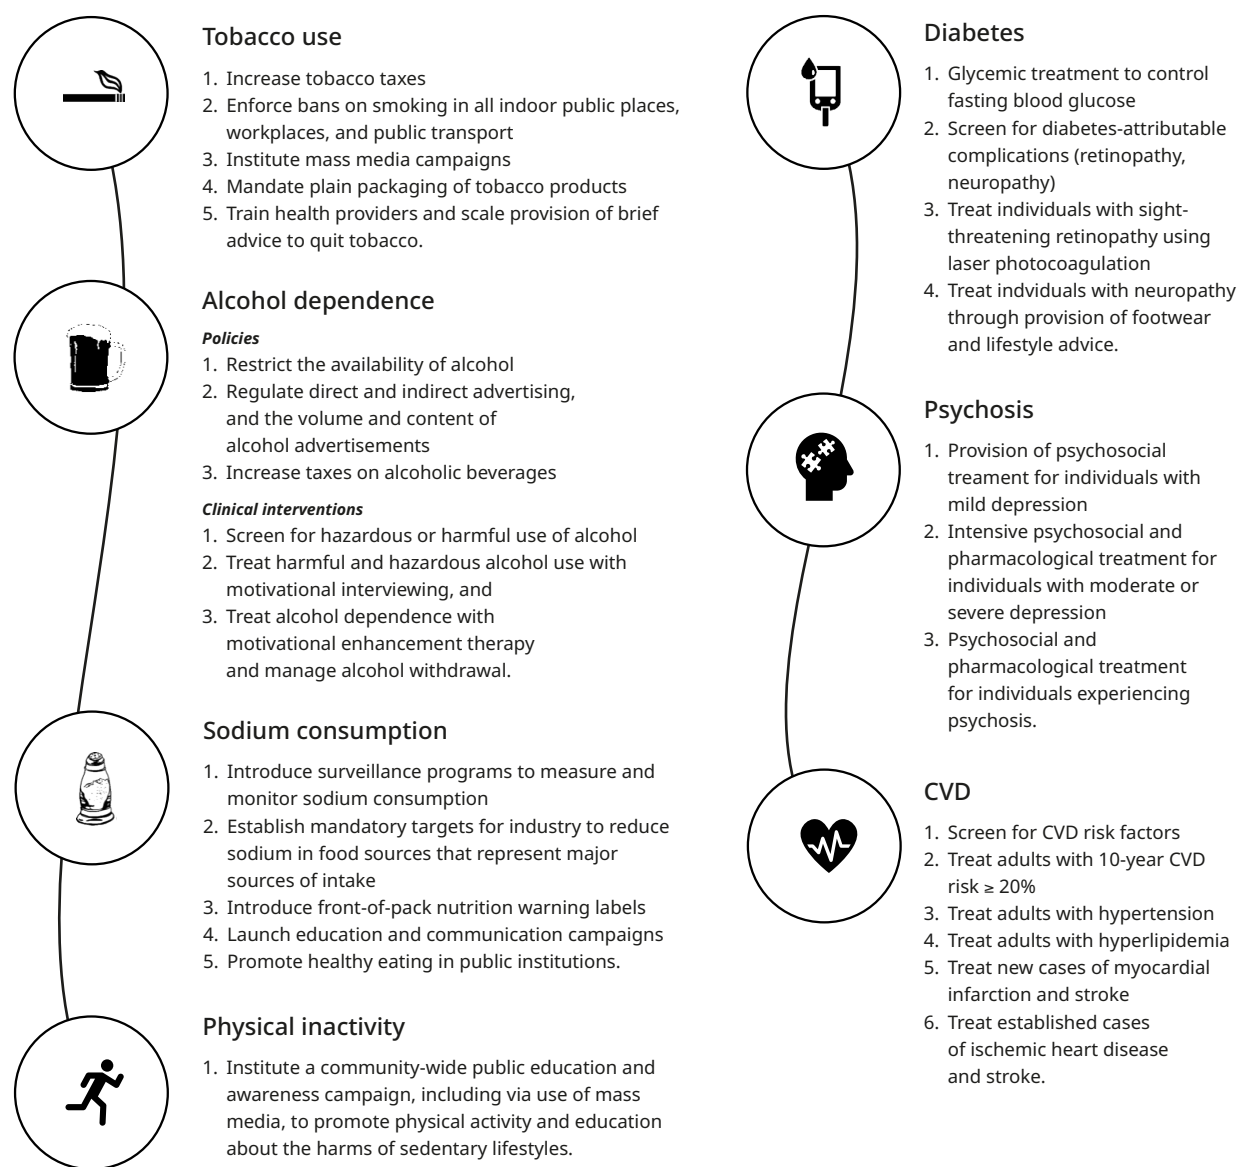 Tobacco use
1. Increase tobacco taxes
2. Enforce bans on smoking in all indoor public places,
workplaces, and public transport
3. Institute mass media campaigns
4. Mandate plain packaging of tobacco products
5. Train health providers and scale provision of brief
advice to quit tobacco.
Alcohol dependence
Policies
1. Restrict the availability of alcohol
2. Regulate direct and indirect advertising,
and the volume and content of
alcohol advertisements
3. Increase taxes on alcoholic beverages
Clinical interventions
1. Screen for hazardous or harmful use of alcohol
2. Treat harmful and hazardous alcohol use with
motivational interviewing, and
3. Treat alcohol dependence with
motivational enhancement therapy
and manage alcohol withdrawal.
Sodium consumption
1. Introduce surveillance programs to measure and
monitor sodium consumption
2. Establish mandatory targets for industry to reduce
sodium in food sources that represent major
sources of intake
3. Introduce front-of-pack nutrition warning labels
4. Launch education and communication campaigns
5. Promote healthy eating in public institutions.
Physical inactivity
1. Institute a community-wide public education and
awareness campaign, including via use of mass
media, to promote physical activity and education
about the harms of sedentary lifestyles.
Diabetes
1. Glycemic treatment to control
fasting blood glucose
2. Screen for diabetes-attributable
complications (retinopathy,
neuropathy)
3. Treat individuals with sight-
threatening retinopathy using
laser photocoagulation
4. Treat indviduals with neuropathy
through provision of footwear
and lifestyle advice.
Psychosis
1. Provision of psychosocial
treament for individuals with
mild depression
2. Intensive psychosocial and
pharmacological treatment for
individuals with moderate or
severe depression
3. Psychosocial and
pharmacological treatment
for individuals experiencing
psychosis.
CVD
1. Screen for CVD risk factors
2. Treat adults with 10-year CVD
risk ≥ 20%
3. Treat adults with hypertension
4. Treat adults with hyperlipidemia
5. Treat new cases of myocardial
infarction and stroke
6. Treat established cases
of ischemic heart disease
and stroke.